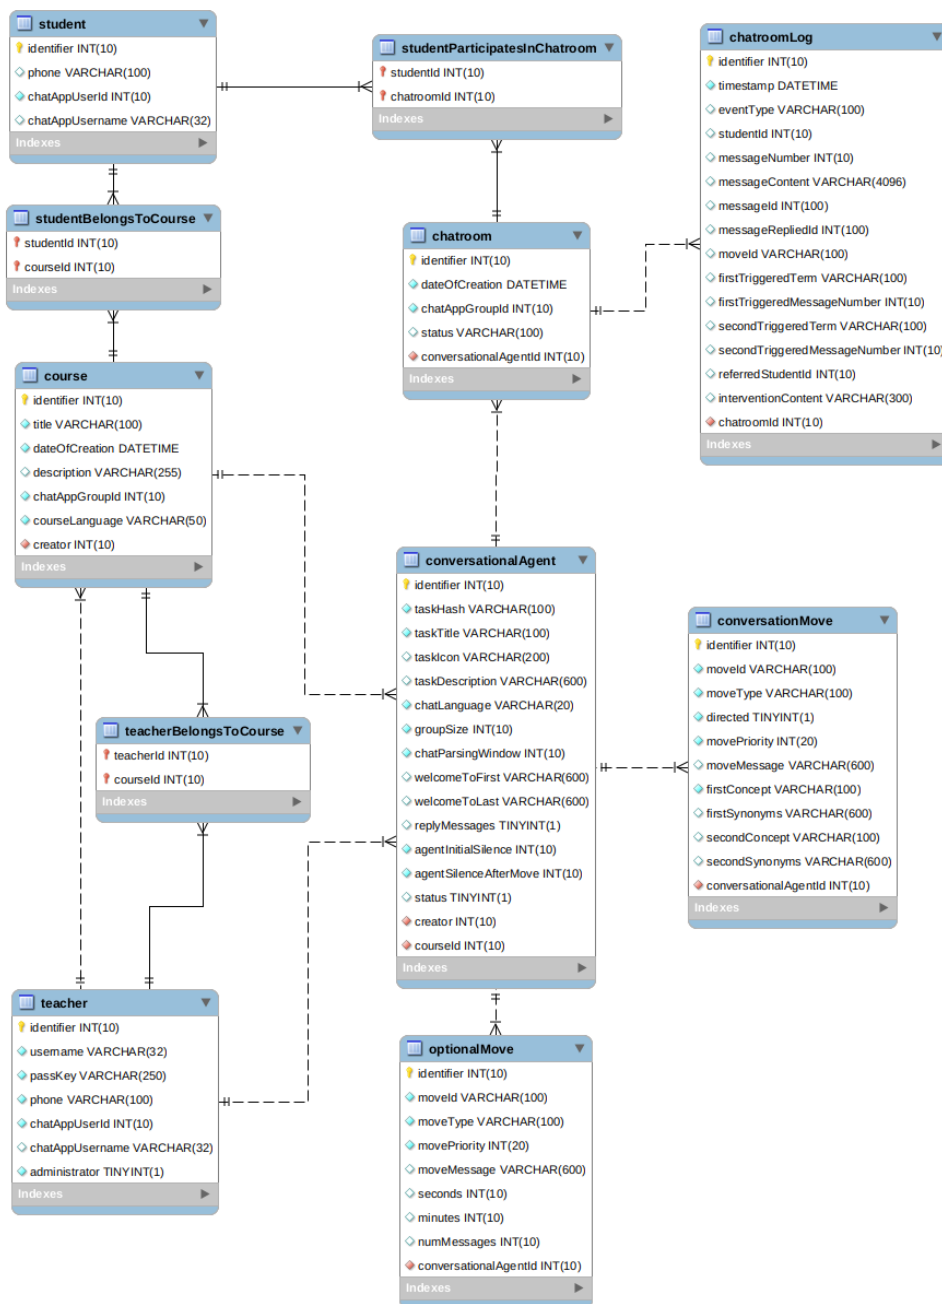 student
identifier INT(10)
phone VARCHAR(100)
chatAppUserId INT(10)
chatAppUsername VARCHAR(32)
Indexes
studentParticipatesInChatroom
studentId INT(10)
chatroomId INT(10)
Indexes
chatroomLog
identifier INT(10)
timestamp DATETIME
eventType VARCHAR(100)
studentId INT(10)
messageNumber INT(10)
messageContent VARCHAR(4096)
messageId INT(100)
messageRepliedId INT(100)
moveId VARCHAR(100)
firstTriggeredTerm VARCHAR(100)
firstTriggeredMessageNumber INT(10)
secondTriggeredTerm VARCHAR(100)
secondTriggeredMessageNumber INT(10)
referredStudentId INT(10)
interventionContent VARCHAR(300)
chatroomId INT(10)
Indexes
studentBelongsToCourse
studentId INT(10)
courseId INT(10)
Indexes
chatroom
identifier INT(10)
dateOfCreation DATETIME
chatAppGroupId INT(10)
status VARCHAR(100)
conversationalAgentId INT(10)
Indexes
course
identifier INT(10)
title VARCHAR(100)
dateOfCreation DATETIME
description VARCHAR(255)
chatAppGroupId INT(10)
courseLanguage VARCHAR(50)
creator INT(10)
Indexes
conversationalAgent
identifier INT(10)
taskHash VARCHAR(100)
taskTitle VARCHAR(100)
taskIcon VARCHAR(200)
taskDescription VARCHAR(600)
chatLanguage VARCHAR(20)
groupSize INT(10)
chatParsingWindow INT(10)
welcomeToFirst VARCHAR(600)
welcomeToLast VARCHAR(600)
replyMessages TINYINT(1)
agentInitialSilence INT(10)
agentSilenceAfterMove INT(10)
status TINYINT(1)
creator INT(10)
courseId INT(10)
Indexes
conversationMove
identifier INT(10)
moveId VARCHAR(100)
moveType VARCHAR(100)
directed TINYINT(1)
movePriority INT(20)
moveMessage VARCHAR(600)
firstConcept VARCHAR(100)
firstSynonyms VARCHAR(600)
secondConcept VARCHAR(100)
secondSynonyms VARCHAR(600)
conversationalAgentId INT(10)
Indexes
teacherBelongsToCourse
teacherId INT(10)
courseId INT(10)
Indexes
teacher
identifier INT(10)
username VARCHAR(32)
passKey VARCHAR(250)
phone VARCHAR(100)
chatAppUserId INT(10)
chatAppUsername VARCHAR(32)
administrator TINYINT(1)
Indexes
optionalMove
identifier INT(10)
moveId VARCHAR(100)
moveType VARCHAR(100)
movePriority INT(20)
moveMessage VARCHAR(600)
seconds INT(10)
minutes INT(10)
numMessages INT(10)
conversationalAgentId INT(10)
Indexes